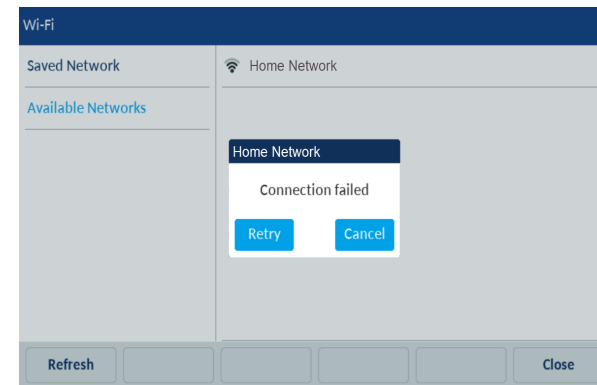 Wi-Fi
Saved Network
Home Network
Available Networks
Home Network
Connection failed
Retry Cancel
Refresh Close